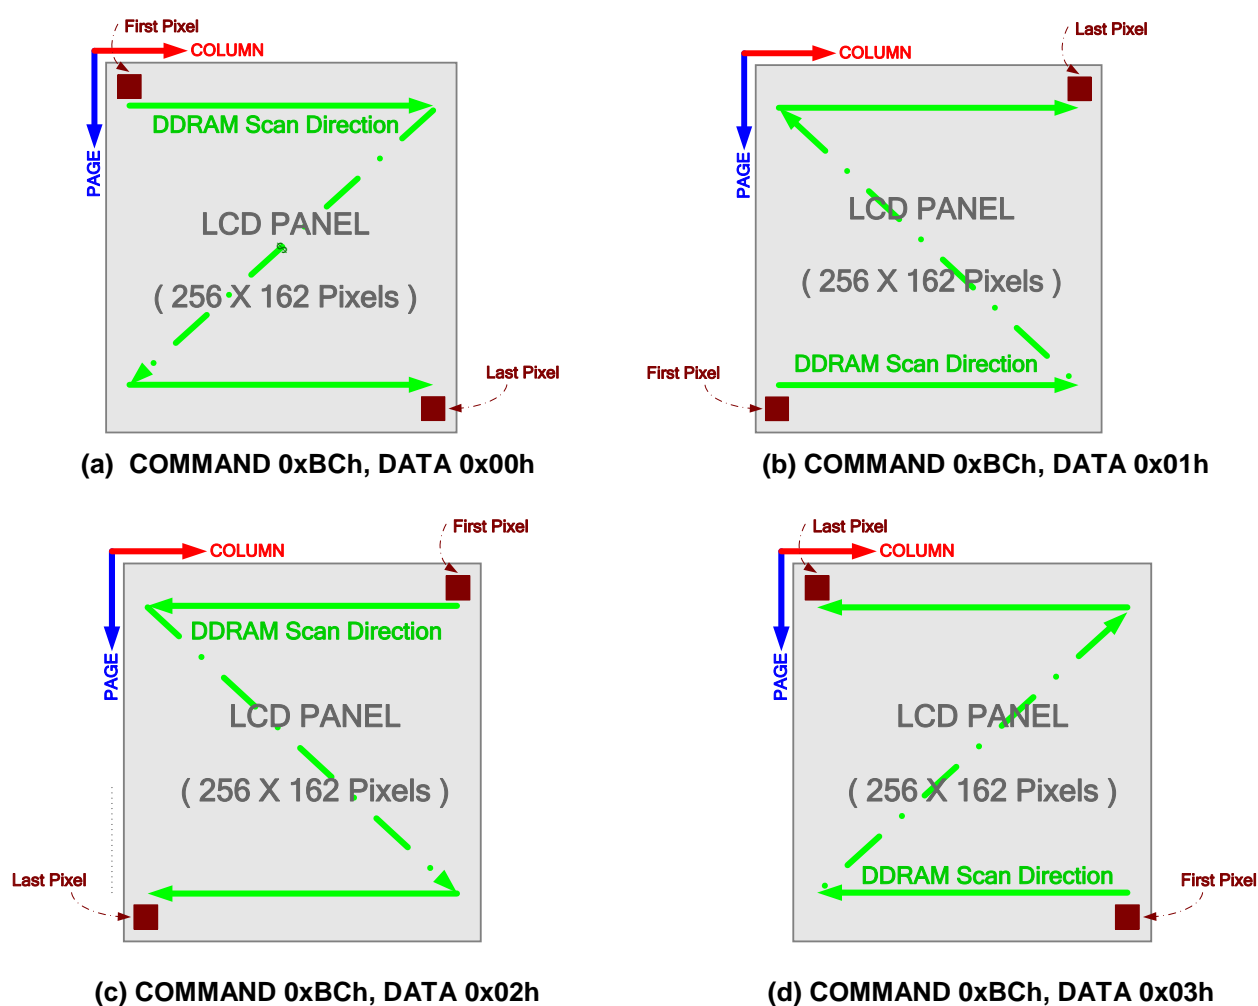 First Pixel
COLUMN
PAGE
DDRAM Scan Direction
LCD PANEL
( 256 X 162 Pixels )
Last Pixel
(a) COMMAND 0xBCh, DATA 0x00h
Last Pixel
COLUMN
PAGE
LCD PANEL
( 256 X 162 Pixels )
DDRAM Scan Direction
First Pixel
(b) COMMAND 0xBCh, DATA 0x01h
First Pixel
COLUMN
PAGE
DDRAM Scan Direction
LCD PANEL
( 256 X 162 Pixels )
Last Pixel
(c) COMMAND 0xBCh, DATA 0x02h
Last Pixel
COLUMN
PAGE
LCD PANEL
( 256 X 162 Pixels )
DDRAM Scan Direction
First Pixel
(d) COMMAND 0xBCh, DATA 0x03h